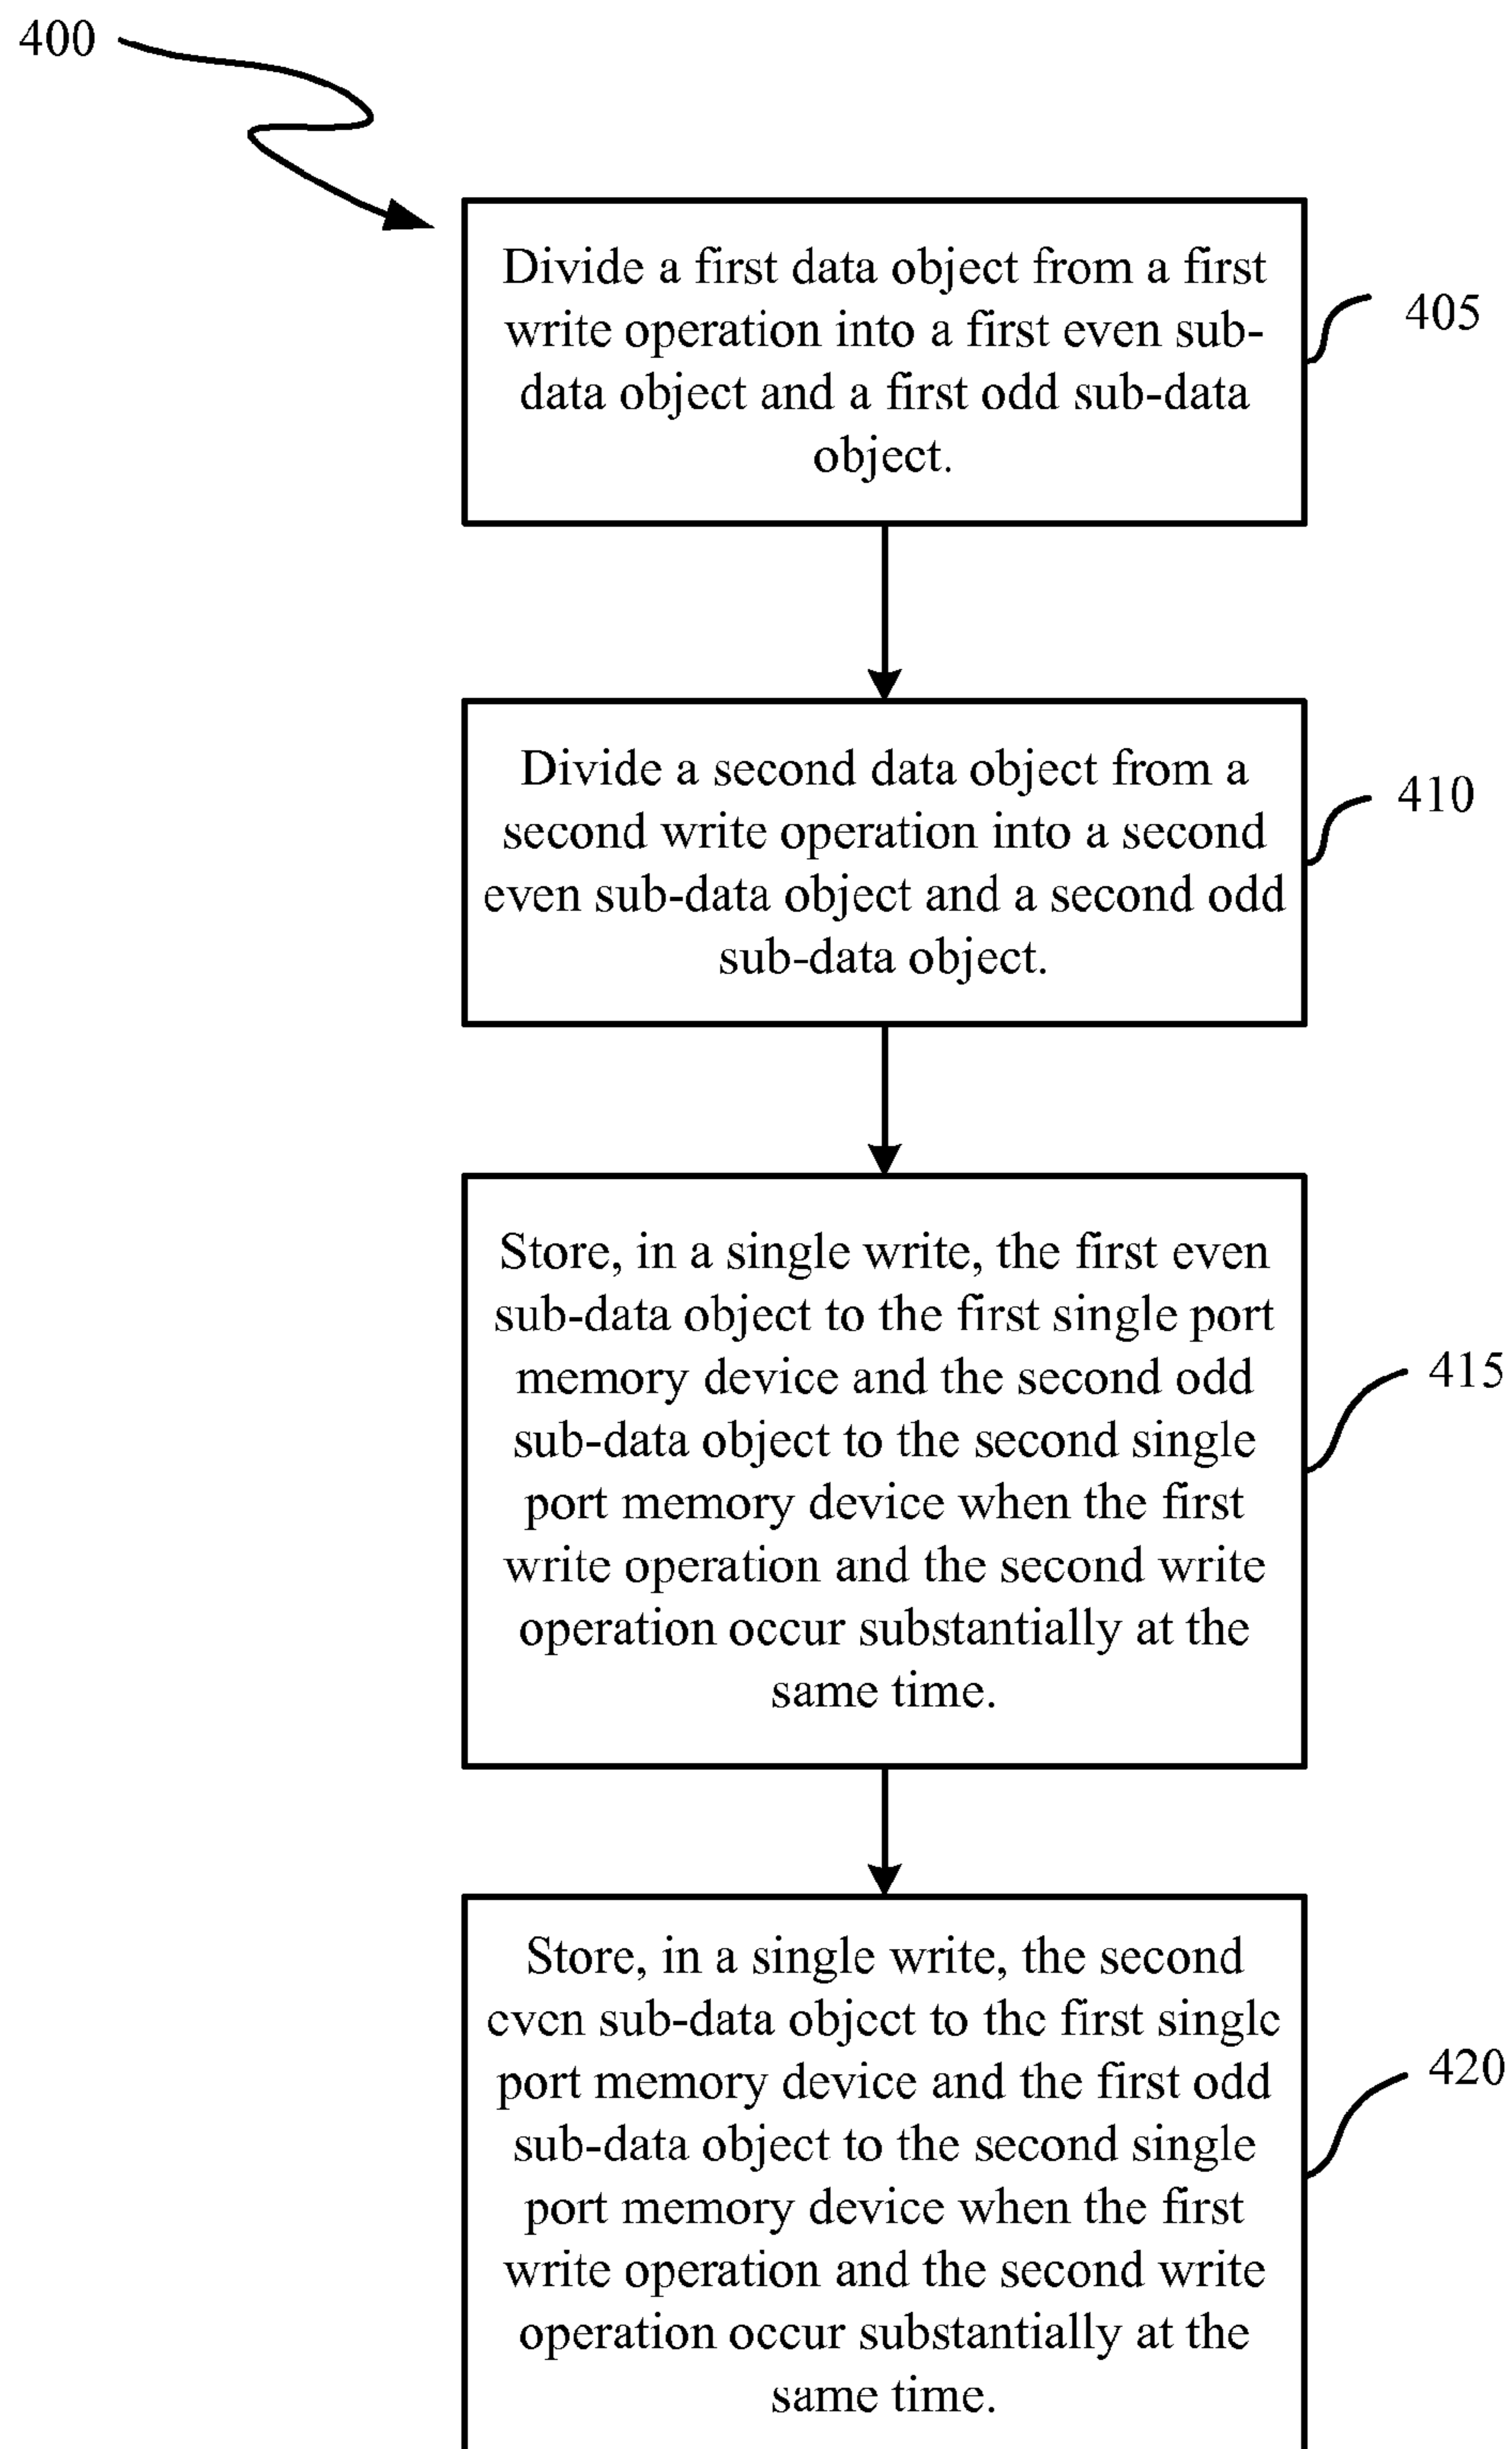 400
Divide a first data object from a first
write operation into a first even sub-
data object and a first odd sub-data
object.
405
Divide a second data object from a
second write operation into a second
even sub-data object and a second odd
sub-data object.
410
Store, in a single write, the first even
sub-data object to the first single port
memory device and the second odd
sub-data object to the second single
port memory device when the first
write operation and the second write
operation occur substantially at the
same time.
415
Store, in a single write, the second
even sub-data object to the first single
port memory device and the first odd
sub-data object to the second single
port memory device when the first
write operation and the second write
operation occur substantially at the
same time.
420